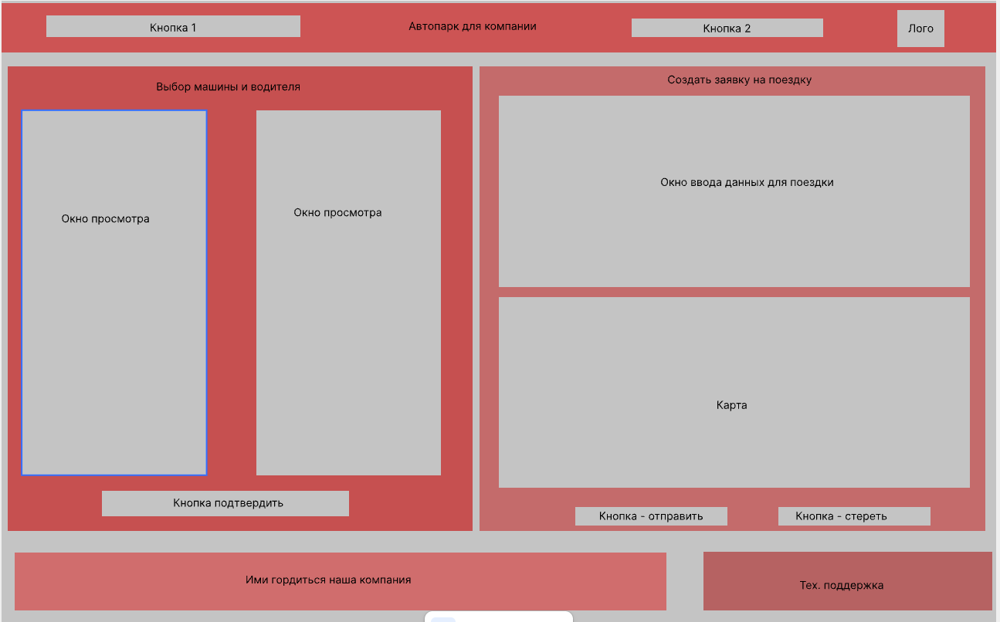 Кнопка 1
Автопарк для компании
Кнопка 2
Лого
Выбор машины и водителя
Окно просмотра
Окно просмотра
Кнопка подтвердить
Создать заявку на поездку
Окно ввода данных для поездки
Карта
Кнопка - отправить
Кнопка - стереть
Ими гордиться наша компания
Тех. поддержка